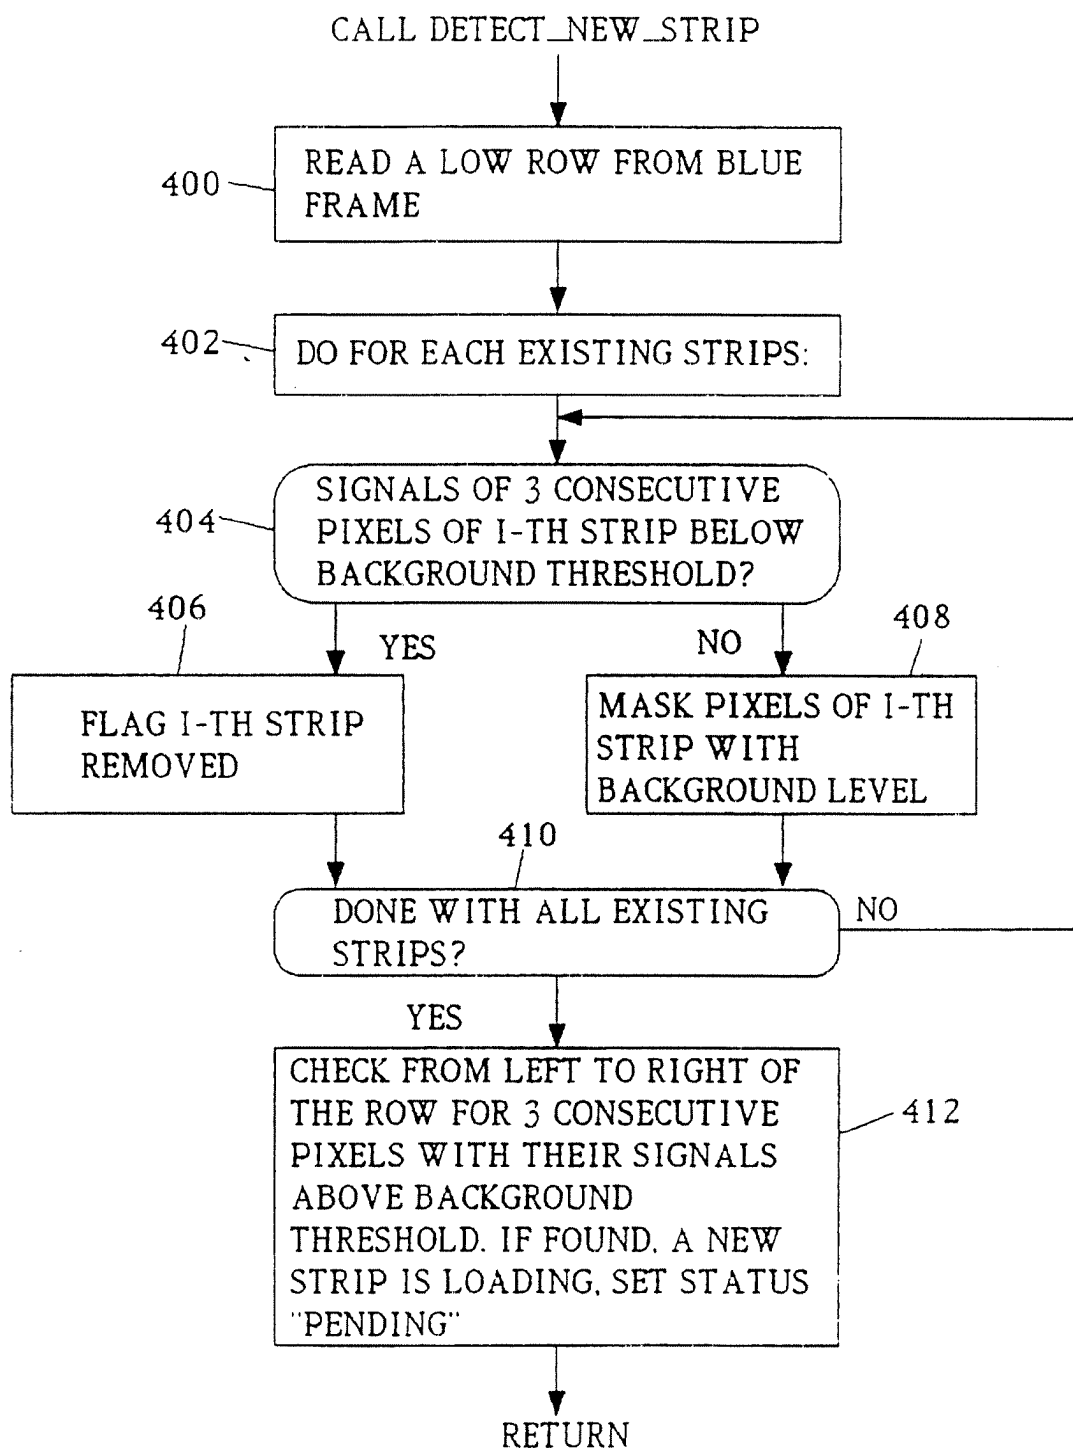 CALL DETECT_NEW_STRIP
400
READ A LOW ROW FROM BLUE
FRAME
402
DO FOR EACH EXISTING STRIPS:
404
SIGNALS OF 3 CONSECUTIVE
PIXELS OF I-TH STRIP BELOW
BACKGROUND THRESHOLD?
406
YES
NO
408
FLAG I-TH STRIP
REMOVED
MASK PIXELS OF I-TH
STRIP WITH
BACKGROUND LEVEL
410
DONE WITH ALL EXISTING
STRIPS?
NO
YES
CHECK FROM LEFT TO RIGHT OF
THE ROW FOR 3 CONSECUTIVE
PIXELS WITH THEIR SIGNALS
ABOVE BACKGROUND
THRESHOLD. IF FOUND, A NEW
STRIP IS LOADING, SET STATUS
"PENDING"
412
RETURN